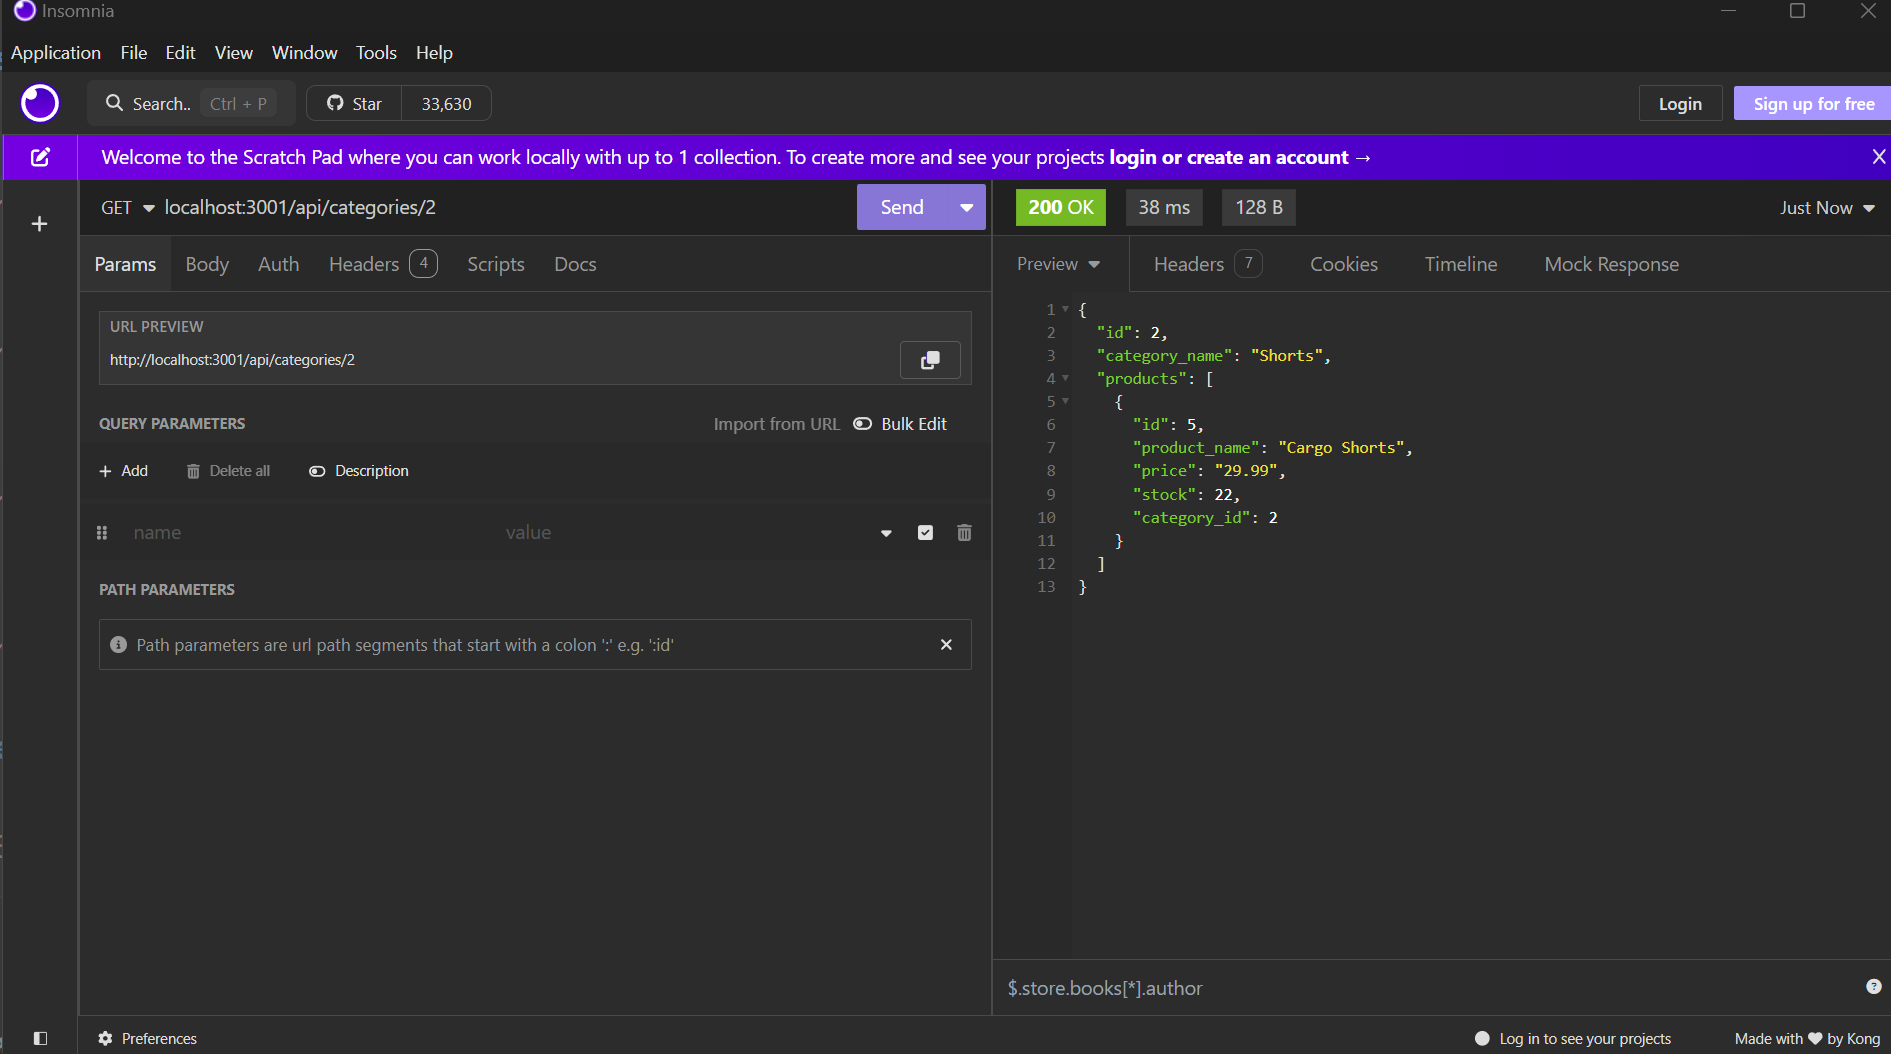 Insomnia
Application File Edit View Window Tools Help
Search.. Ctrl + P Star 33,630 Login Sign up for free
Welcome to the Scratch Pad where you can work locally with up to 1 collection. To create more and see your projects login or create an account →
GET localhost:3001/api/categories/2 Send 200 OK 38 ms 128 B Just Now
Params Body Auth Headers 4 Scripts Docs
URL PREVIEW
http://localhost:3001/api/categories/2
QUERY PARAMETERS Import from URL Bulk Edit
+ Add Delete all Description
name value
PATH PARAMETERS
Path parameters are url path segments that start with a colon ':' e.g. ':id'
Preview Headers 7 Cookies Timeline Mock Response
1 {
2 "id": 2,
3 "category_name": "Shorts",
4 "products": [
5 {
6 "id": 5,
7 "product_name": "Cargo Shorts",
8 "price": "29.99",
9 "stock": 22,
10 "category_id": 2
11 }
12 ]
13 }
$.store.books[*].author
Preferences Log in to see your projects Made with ♥ by Kong